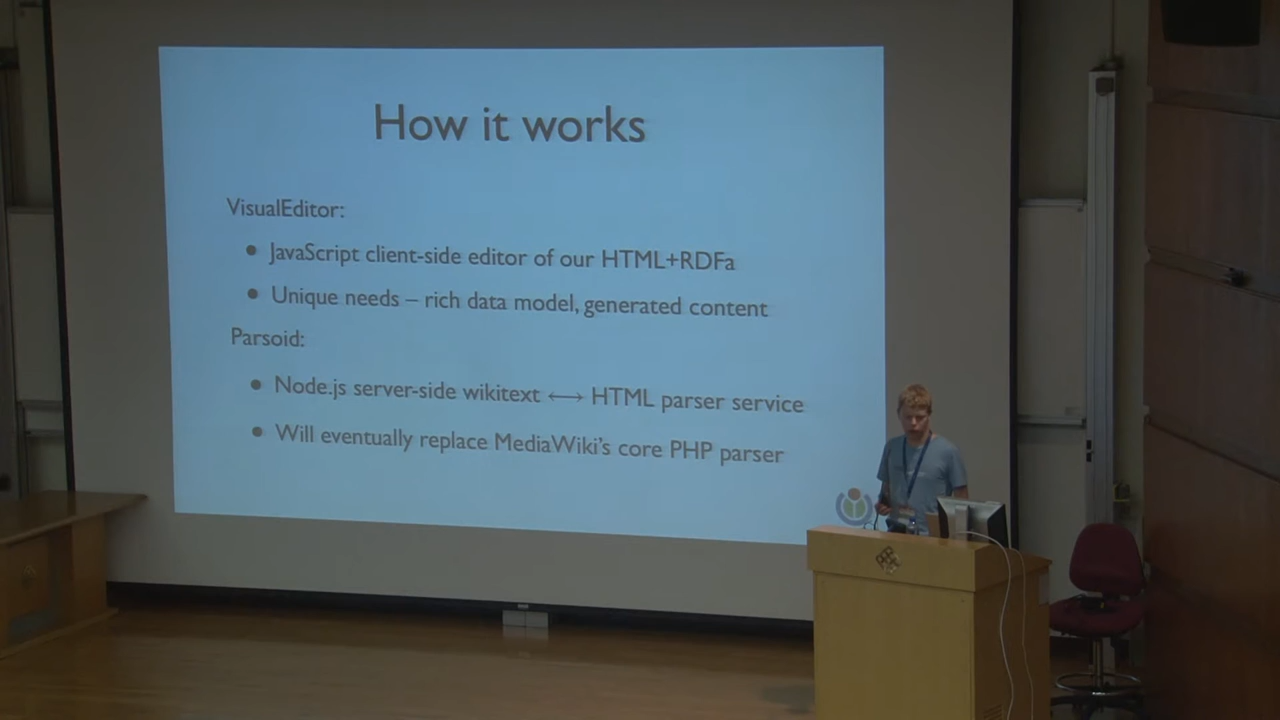 How it works
VisualEditor:
• JavaScript client-side editor of our HTML+RDFa
• Unique needs – rich data model, generated content
Parsoid:
• Node.js server-side wikitext ⟷ HTML parser service
• Will eventually replace MediaWiki's core PHP parser